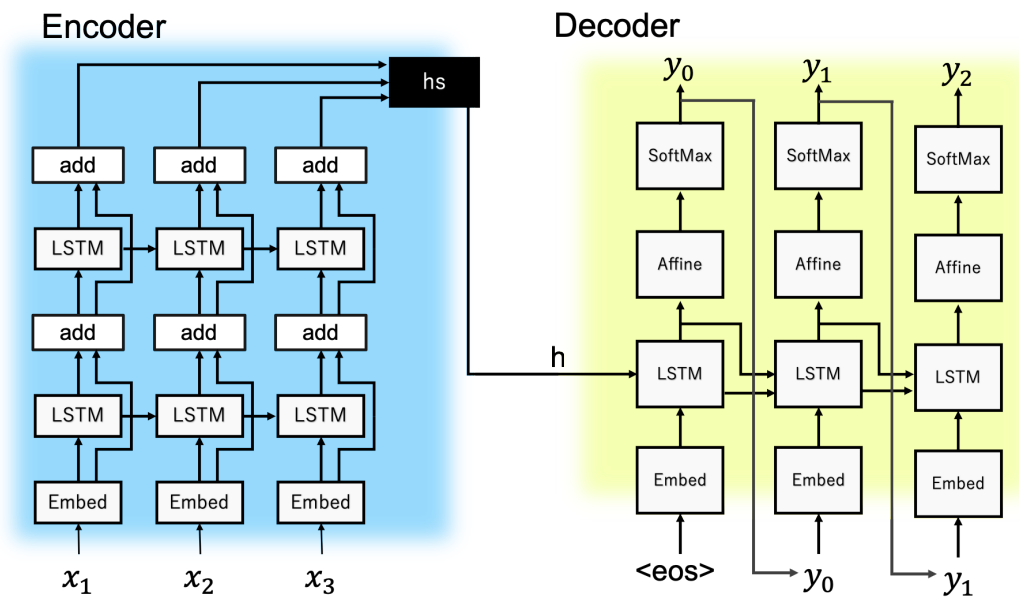 Encoder
hs
add add add
LSTM LSTM LSTM
add add add
LSTM LSTM LSTM
Embed Embed Embed
x₁ x₂ x₃
h
Decoder
y₀ y₁ y₂
SoftMax SoftMax SoftMax
Affine Affine Affine
LSTM LSTM LSTM
Embed Embed Embed
<eos> y₀ y₁